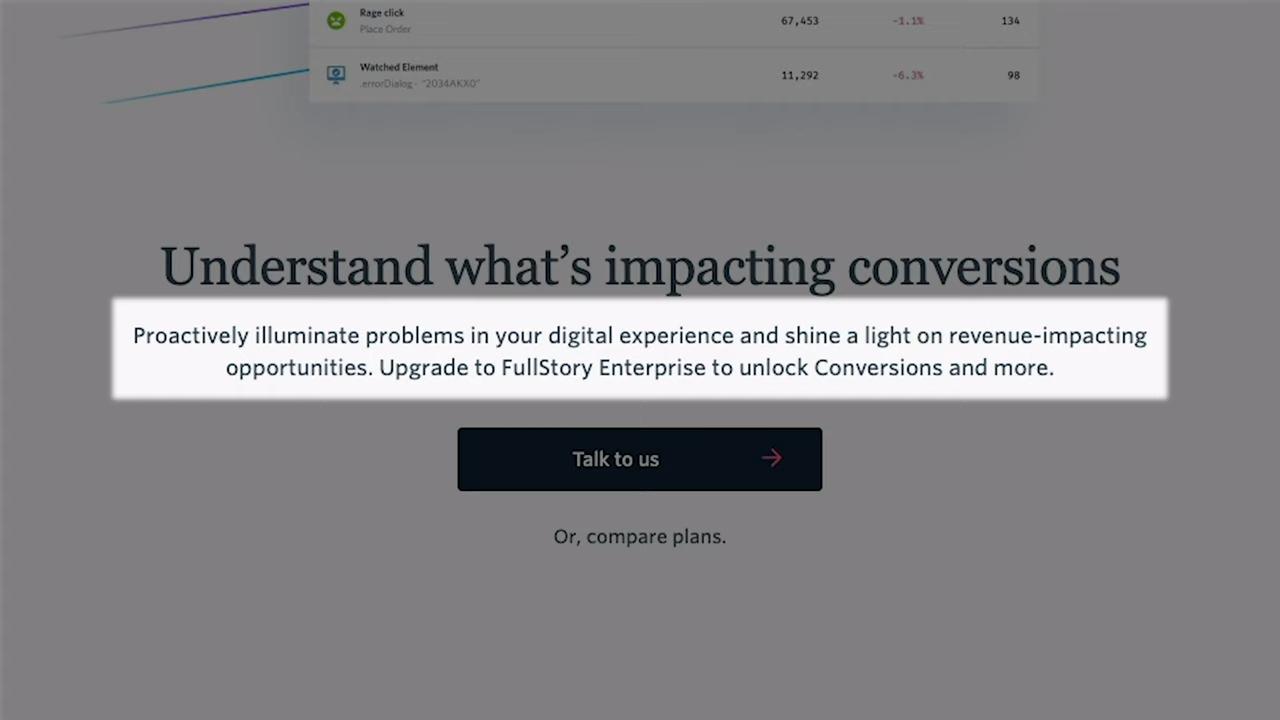 Rage click
67,453 -1.1% 134
Place Order
Watched Element
11,292 -6.3% 98
.errorDialog - "2034AKX0"
Understand what’s impacting conversions
Proactively illuminate problems in your digital experience and shine a light on revenue-impacting
opportunities. Upgrade to FullStory Enterprise to unlock Conversions and more.
Talk to us →
Or, compare plans.